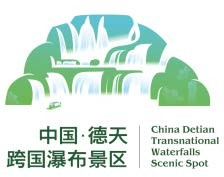 中国·德天
跨国瀑布景区
China Detian
Transnational
Waterfalls
Scenic Spot